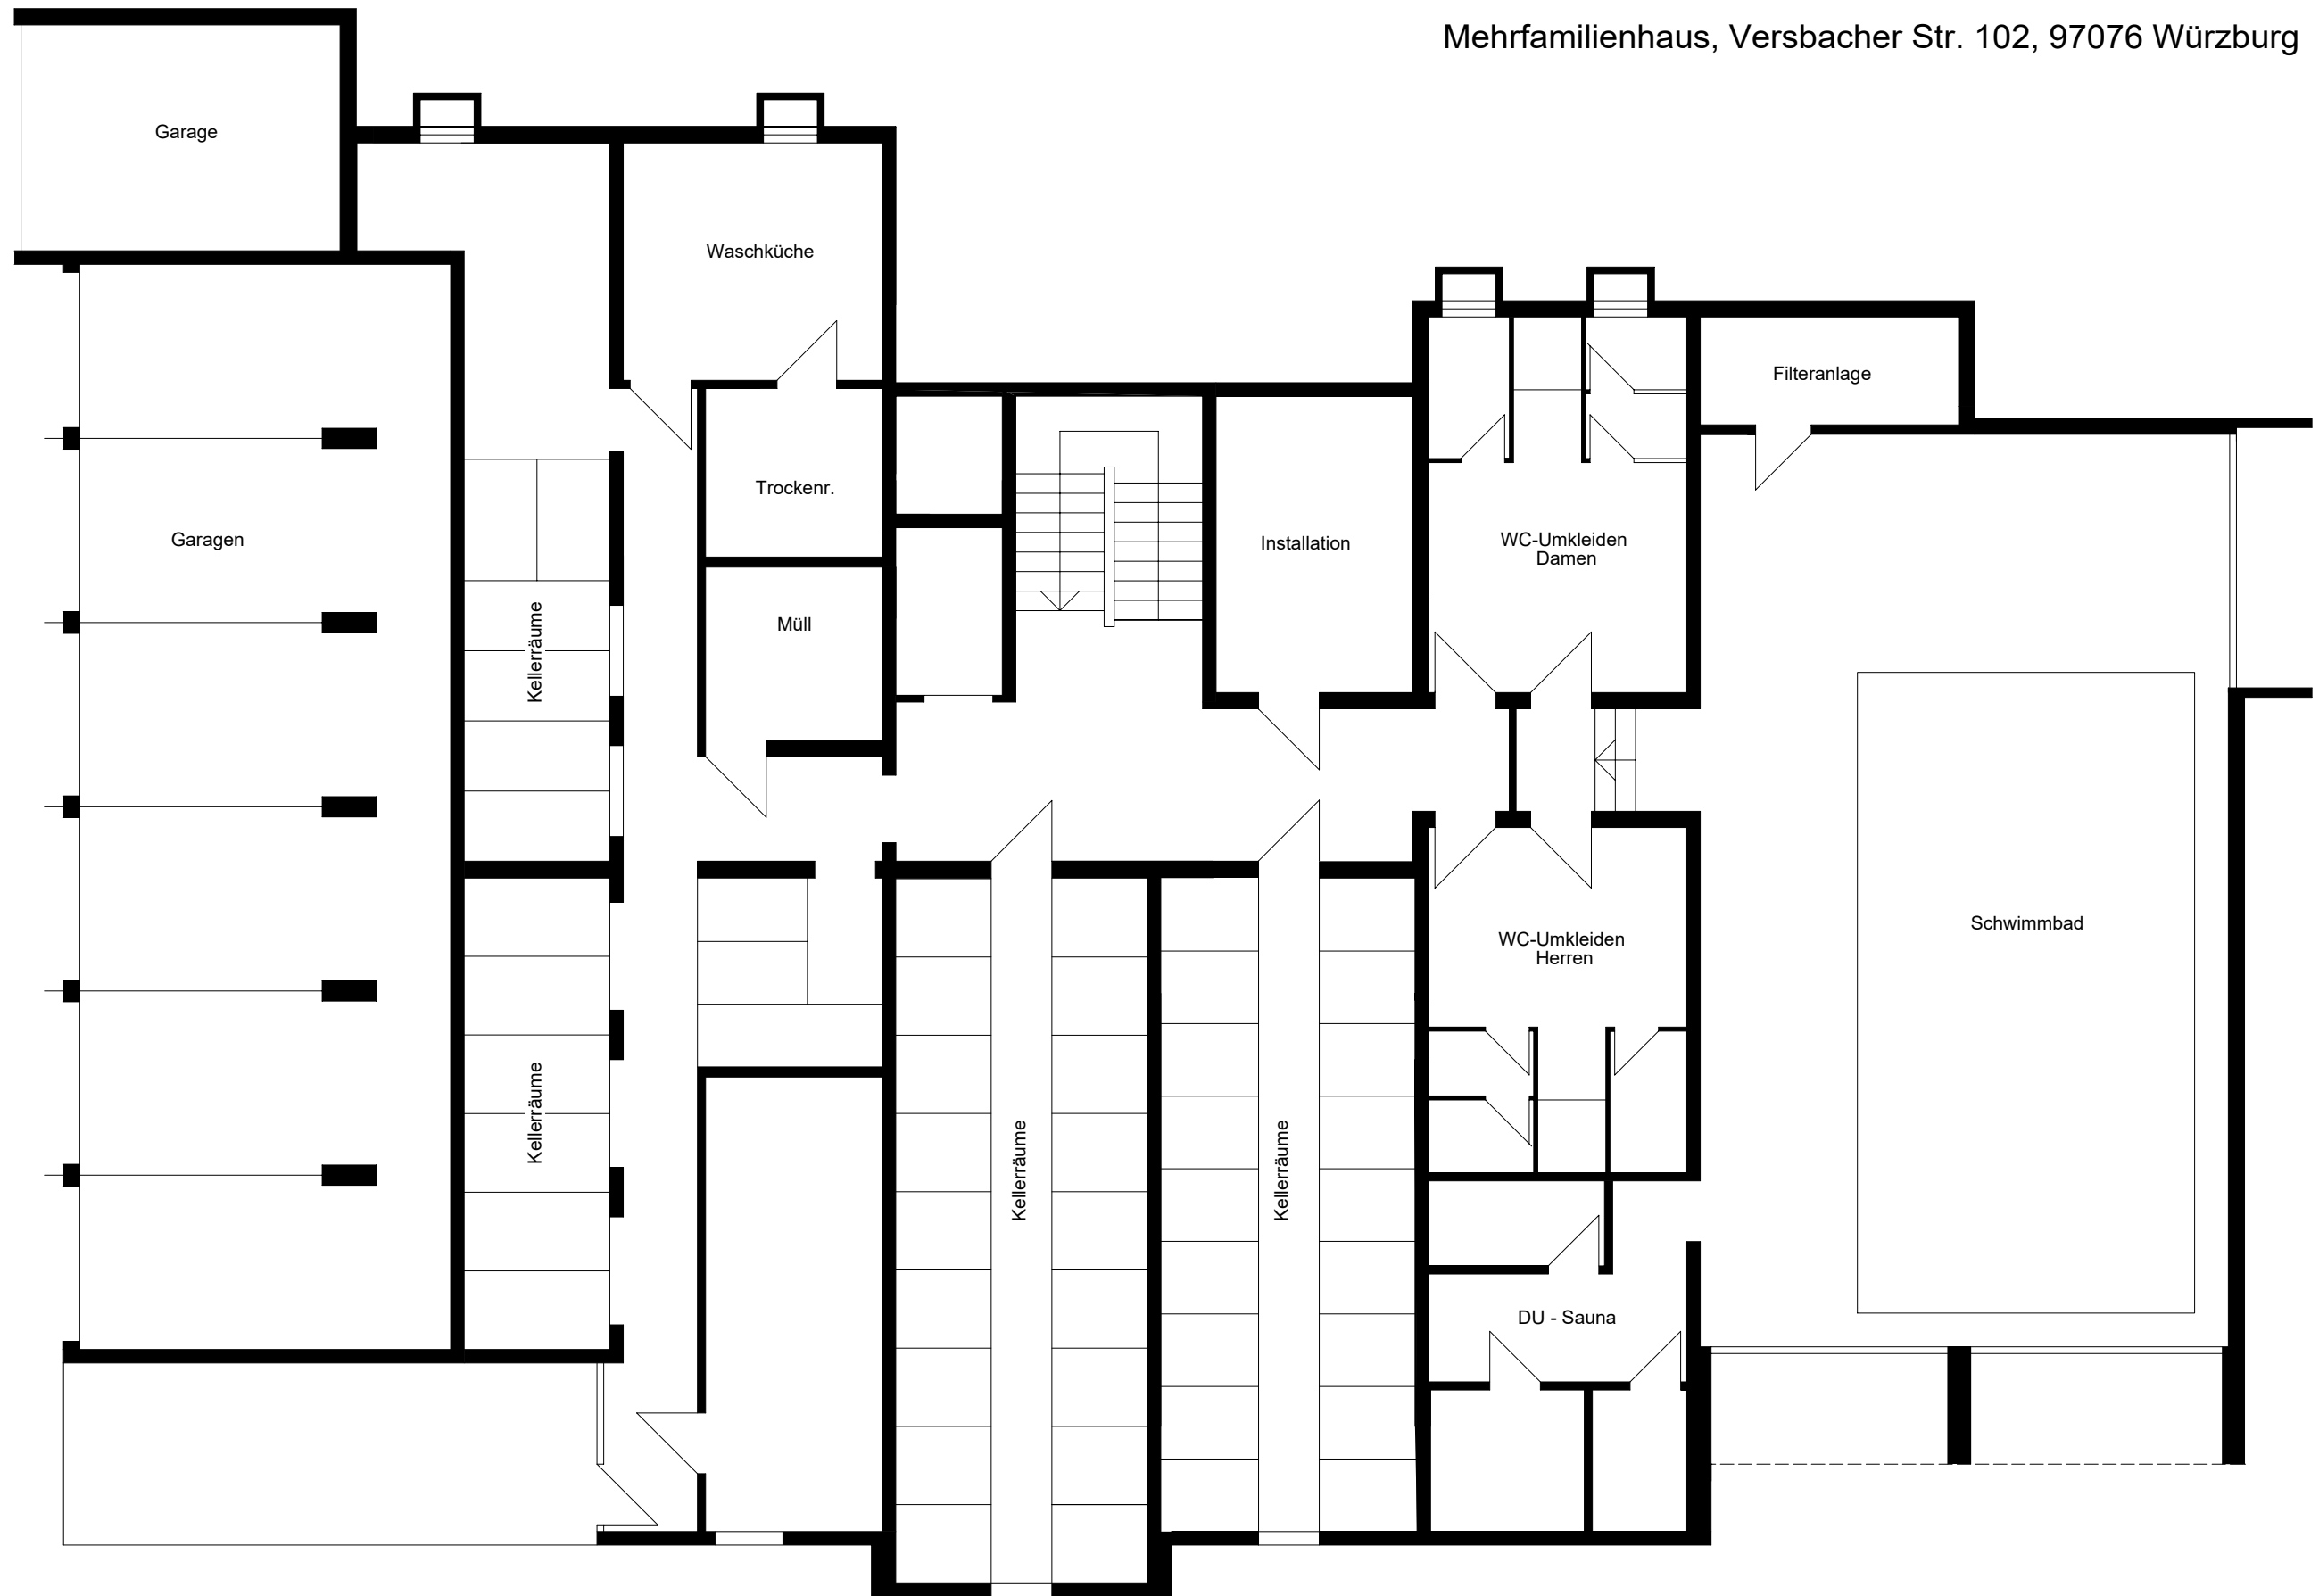 Mehrfamilienhaus, Versbacher Str. 102, 97076 Würzburg
Garage
Waschküche
Filteranlage
Trockenr.
Garagen
Installation
WC-Umkleiden
Damen
Müll
Kellerräume
Schwimmbad
WC-Umkleiden
Herren
Kellerräume
Kellerräume
Kellerräume
DU - Sauna